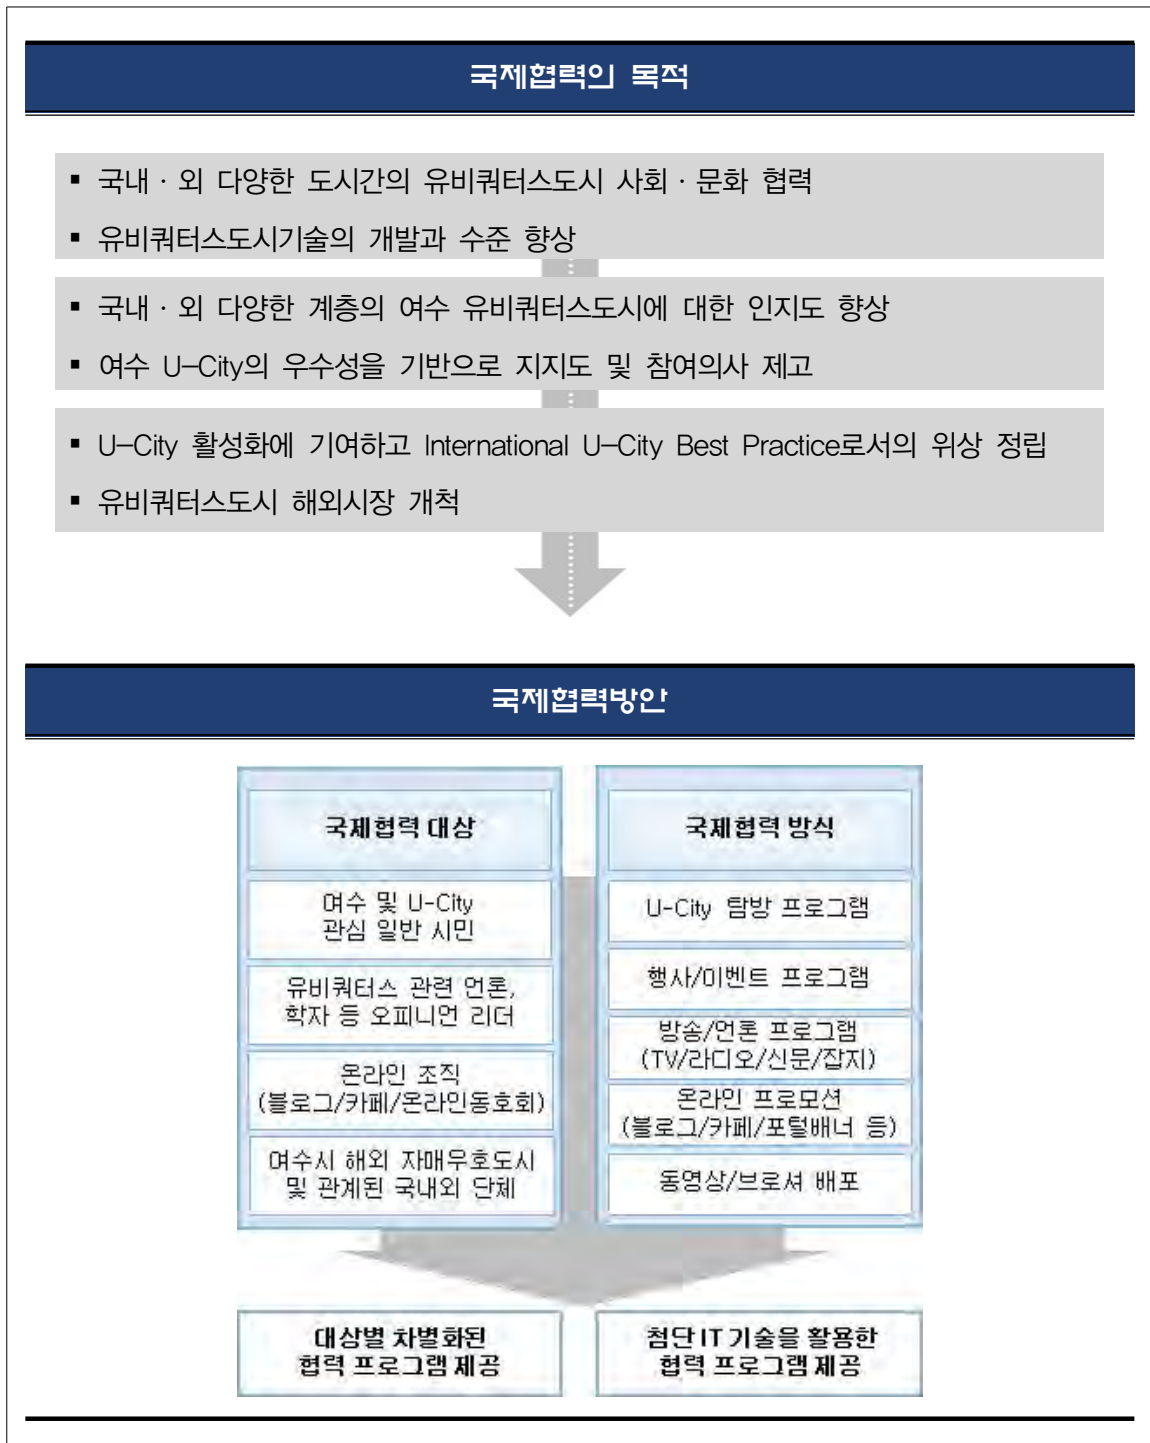 국제협력의 목적
▪ 국내 · 외 다양한 도시간의 유비쿼터스도시 사회 · 문화 협력
▪ 유비쿼터스도시기술의 개발과 수준 향상
▪ 국내 · 외 다양한 계층의 여수 유비쿼터스도시에 대한 인지도 향상
▪ 여수 U-City의 우수성을 기반으로 지지도 및 참여의사 제고
▪ U-City 활성화에 기여하고 International U-City Best Practice로서의 위상 정립
▪ 유비쿼터스도시 해외시장 개척
국제협력방안
국제협력 대상
여수 및 U-City
관심 일반 시민
유비쿼터스 관련 언론,
학자 등 오피니언 리더
온라인 조직
(블로그/카페/온라인동호회)
여수시 해외 자매우호도시
및 관계된 국내외 단체
국제협력 방식
U-City 탐방 프로그램
행사/이벤트 프로그램
방송/언론 프로그램
(TV/라디오/신문/잡지)
온라인 프로모션
(블로그/카페/포털배너 등)
동영상/브로셔 배포
대상별 차별화된
협력 프로그램 제공
첨단 IT 기술을 활용한
협력 프로그램 제공